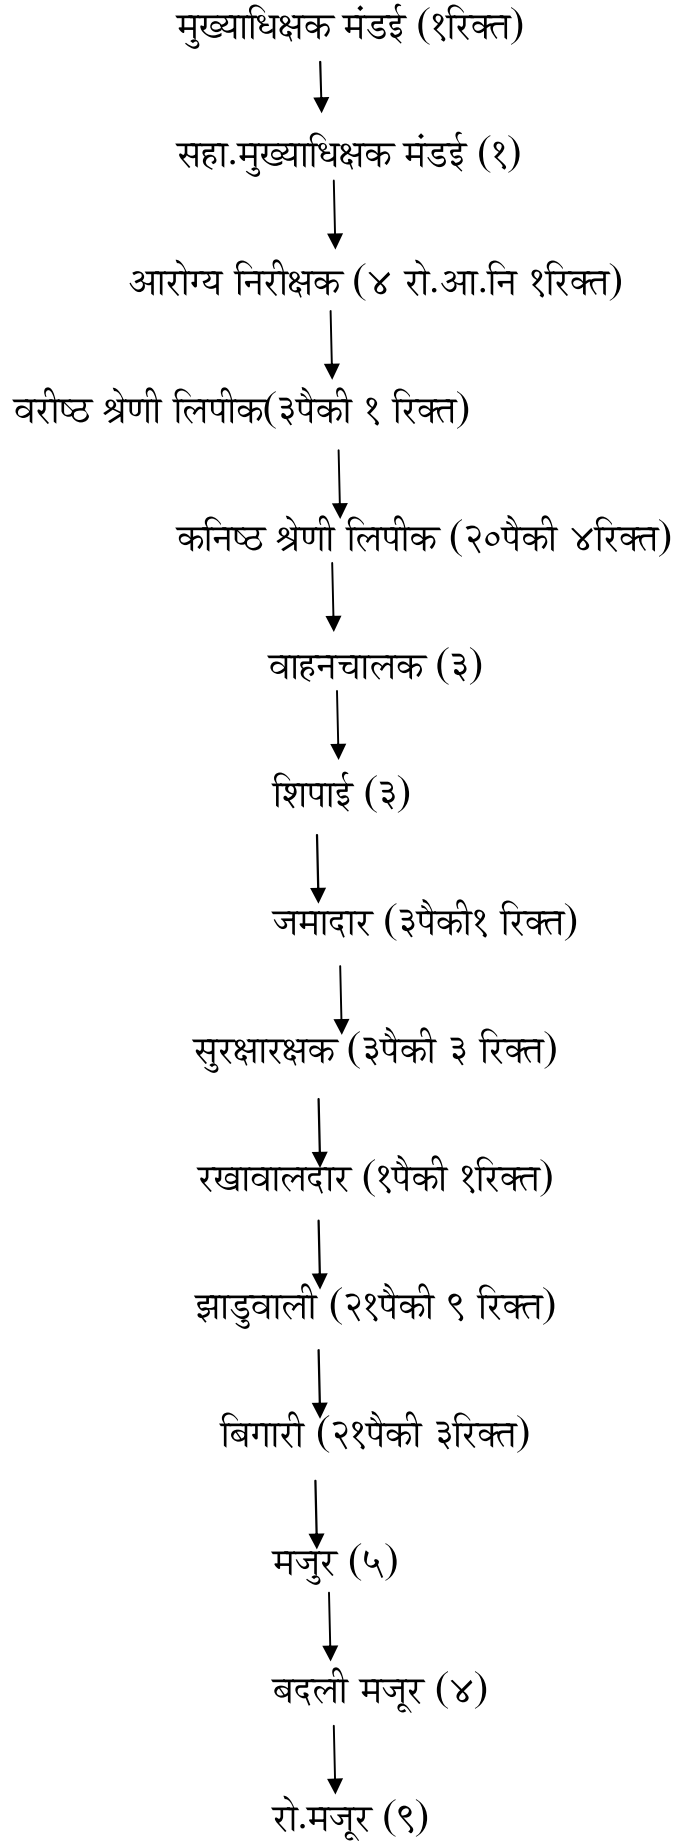 मुख्याधिक्षक मंडई (१रिक्त)
सहा.मुख्याधिक्षक मंडई (१)
आरोग्य निरीक्षक (४ रो.आ.नि १रिक्त)
वरीष्ठ श्रेणी लिपीक(३पैकी १ रिक्त)
कनिष्ठ श्रेणी लिपीक (२०पैकी ४रिक्त)
वाहनचालक (३)
शिपाई (३)
जमादार (३पैकी१ रिक्त)
सुरक्षारक्षक (३पैकी ३ रिक्त)
रखावालदार (१पैकी १रिक्त)
झाडुवाली (२१पैकी ९ रिक्त)
बिगारी (२१पैकी ३रिक्त)
मजुर (५)
बदली मजूर (४)
रो.मजूर (९)